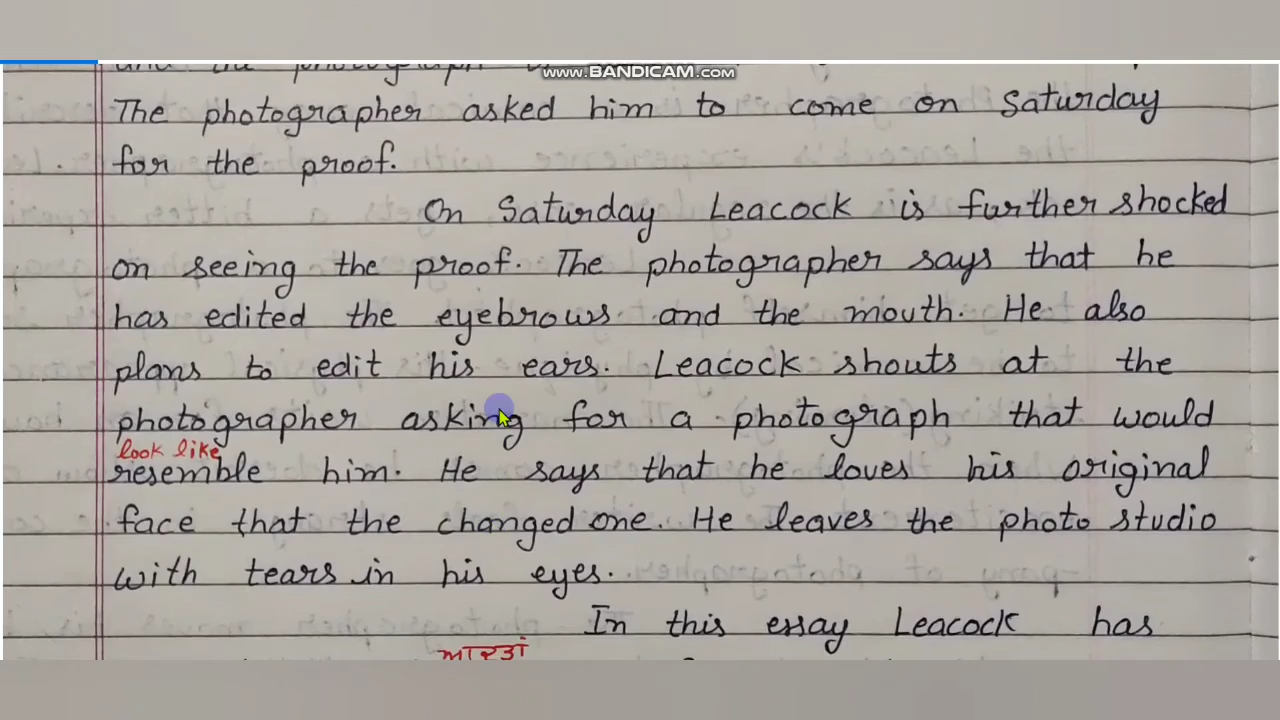 and the photograph
www.BANDICAM.com
The photographer asked him to come on Saturday
for the proof.
On Saturday Leacock is further shocked
on seeing the proof. The photographer says that he
has edited the eyebrows and the mouth. He also
plans to edit his ears. Leacock shouts at the
photographer asking for a photograph that would
look like
resemble him. He says that he loves his original
face that the changed one. He leaves the photo studio
with tears in his eyes.
In this essay Leacock has